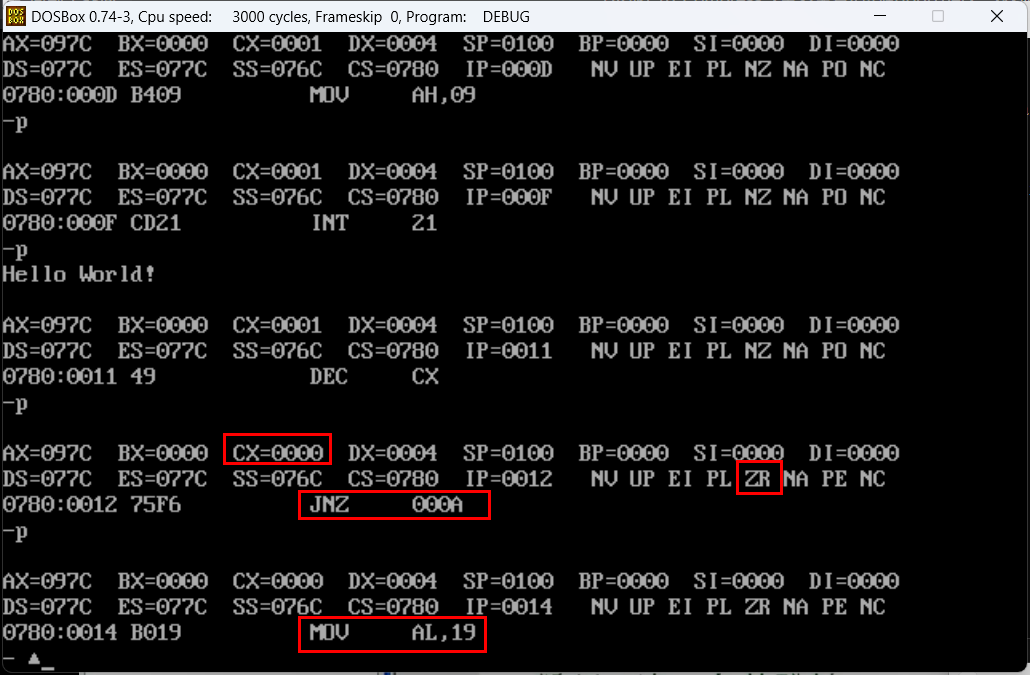 DOSBox 0.74-3, Cpu speed: 3000 cycles, Frameskip 0, Program: DEBUG
AX=097C BX=0000 CX=0001 DX=0004 SP=0100 BP=0000 SI=0000 DI=0000
DS=077C ES=077C SS=076C CS=0780 IP=000D NV UP EI PL NZ NA PO NC
0780:000D B409 MOV AH,09
-p
AX=097C BX=0000 CX=0001 DX=0004 SP=0100 BP=0000 SI=0000 DI=0000
DS=077C ES=077C SS=076C CS=0780 IP=000F NV UP EI PL NZ NA PO NC
0780:000F CD21 INT 21
-p
Hello World!
AX=097C BX=0000 CX=0001 DX=0004 SP=0100 BP=0000 SI=0000 DI=0000
DS=077C ES=077C SS=076C CS=0780 IP=0011 NV UP EI PL NZ NA PO NC
0780:0011 49 DEC CX
-p
AX=097C BX=0000 CX=0000 DX=0004 SP=0100 BP=0000 SI=0000 DI=0000
DS=077C ES=077C SS=076C CS=0780 IP=0012 NV UP EI PL ZR NA PE NC
0780:0012 75F6 JNZ 000A
-p
AX=097C BX=0000 CX=0000 DX=0004 SP=0100 BP=0000 SI=0000 DI=0000
DS=077C ES=077C SS=076C CS=0780 IP=0014 NV UP EI PL ZR NA PE NC
0780:0014 B019 MOV AL,19
- ▲_